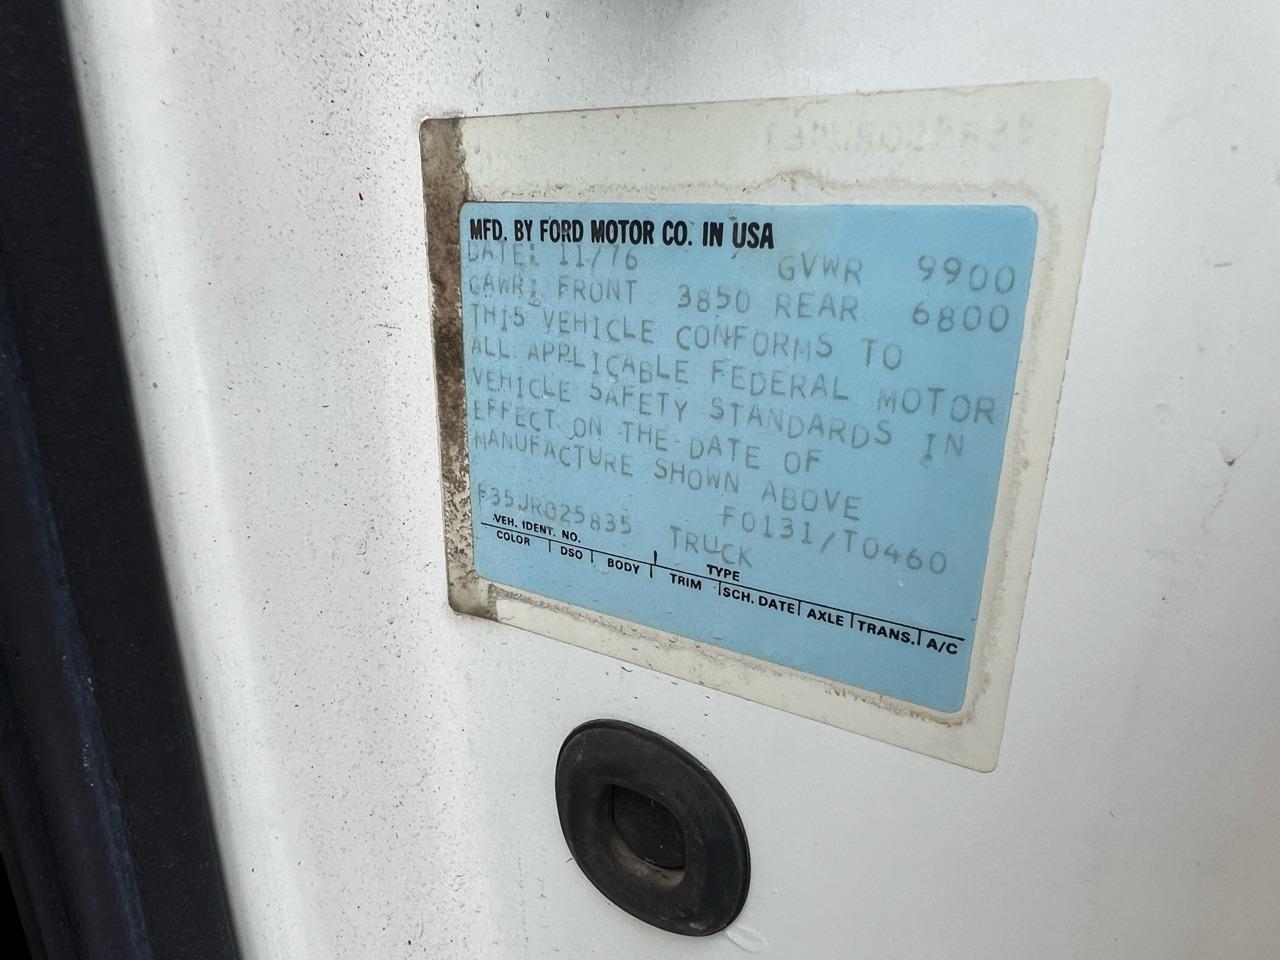 MFD. BY FORD MOTOR CO. IN USA
DATE: 11/76 GVWR 9900
GAWR: FRONT 3850 REAR 6800
THIS VEHICLE CONFORMS TO
ALL APPLICABLE FEDERAL MOTOR
VEHICLE SAFETY STANDARDS IN
EFFECT ON THE DATE OF
MANUFACTURE SHOWN ABOVE
F0131/T0460
F35JR025835 TRUCK
VEH. IDENT. NO. TYPE
COLOR DSO BODY TRIM SCH. DATE AXLE TRANS. A/C